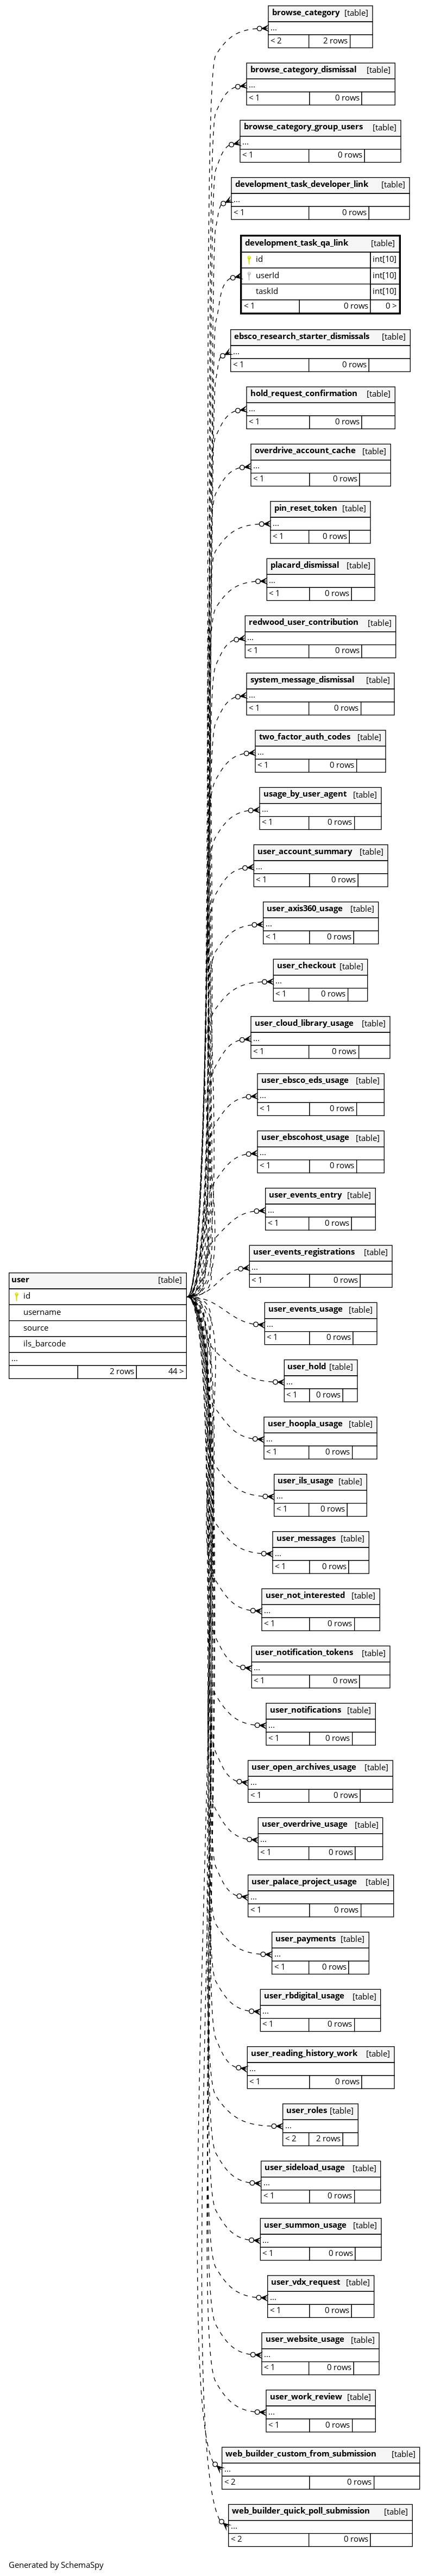 browse_category [table]
...
< 2 2 rows
browse_category_dismissal [table]
...
< 1 0 rows
browse_category_group_users [table]
...
< 1 0 rows
development_task_developer_link [table]
...
< 1 0 rows
development_task_qa_link [table]
id int[10]
userId int[10]
taskId int[10]
< 1 0 rows 0 >
ebsco_research_starter_dismissals [table]
...
< 1 0 rows
hold_request_confirmation [table]
...
< 1 0 rows
overdrive_account_cache [table]
...
< 1 0 rows
pin_reset_token [table]
...
< 1 0 rows
placard_dismissal [table]
...
< 1 0 rows
redwood_user_contribution [table]
...
< 1 0 rows
system_message_dismissal [table]
...
< 1 0 rows
two_factor_auth_codes [table]
...
< 1 0 rows
usage_by_user_agent [table]
...
< 1 0 rows
user_account_summary [table]
...
< 1 0 rows
user_axis360_usage [table]
...
< 1 0 rows
user_checkout [table]
...
< 1 0 rows
user_cloud_library_usage [table]
...
< 1 0 rows
user_ebsco_eds_usage [table]
...
< 1 0 rows
user_ebscohost_usage [table]
...
< 1 0 rows
user_events_entry [table]
...
< 1 0 rows
user_events_registrations [table]
...
< 1 0 rows
user [table]
id
username
source
ils_barcode
...
2 rows 44 >
user_events_usage [table]
...
< 1 0 rows
user_hold [table]
...
< 1 0 rows
user_hoopla_usage [table]
...
< 1 0 rows
user_ils_usage [table]
...
< 1 0 rows
user_messages [table]
...
< 1 0 rows
user_not_interested [table]
...
< 1 0 rows
user_notification_tokens [table]
...
< 1 0 rows
user_notifications [table]
...
< 1 0 rows
user_open_archives_usage [table]
...
< 1 0 rows
user_overdrive_usage [table]
...
< 1 0 rows
user_palace_project_usage [table]
...
< 1 0 rows
user_payments [table]
...
< 1 0 rows
user_rbdigital_usage [table]
...
< 1 0 rows
user_reading_history_work [table]
...
< 1 0 rows
user_roles [table]
...
< 2 2 rows
user_sideload_usage [table]
...
< 1 0 rows
user_summon_usage [table]
...
< 1 0 rows
user_vdx_request [table]
...
< 1 0 rows
user_website_usage [table]
...
< 1 0 rows
user_work_review [table]
...
< 1 0 rows
web_builder_custom_from_submission [table]
...
< 2 0 rows
web_builder_quick_poll_submission [table]
...
< 2 0 rows
Generated by SchemaSpy